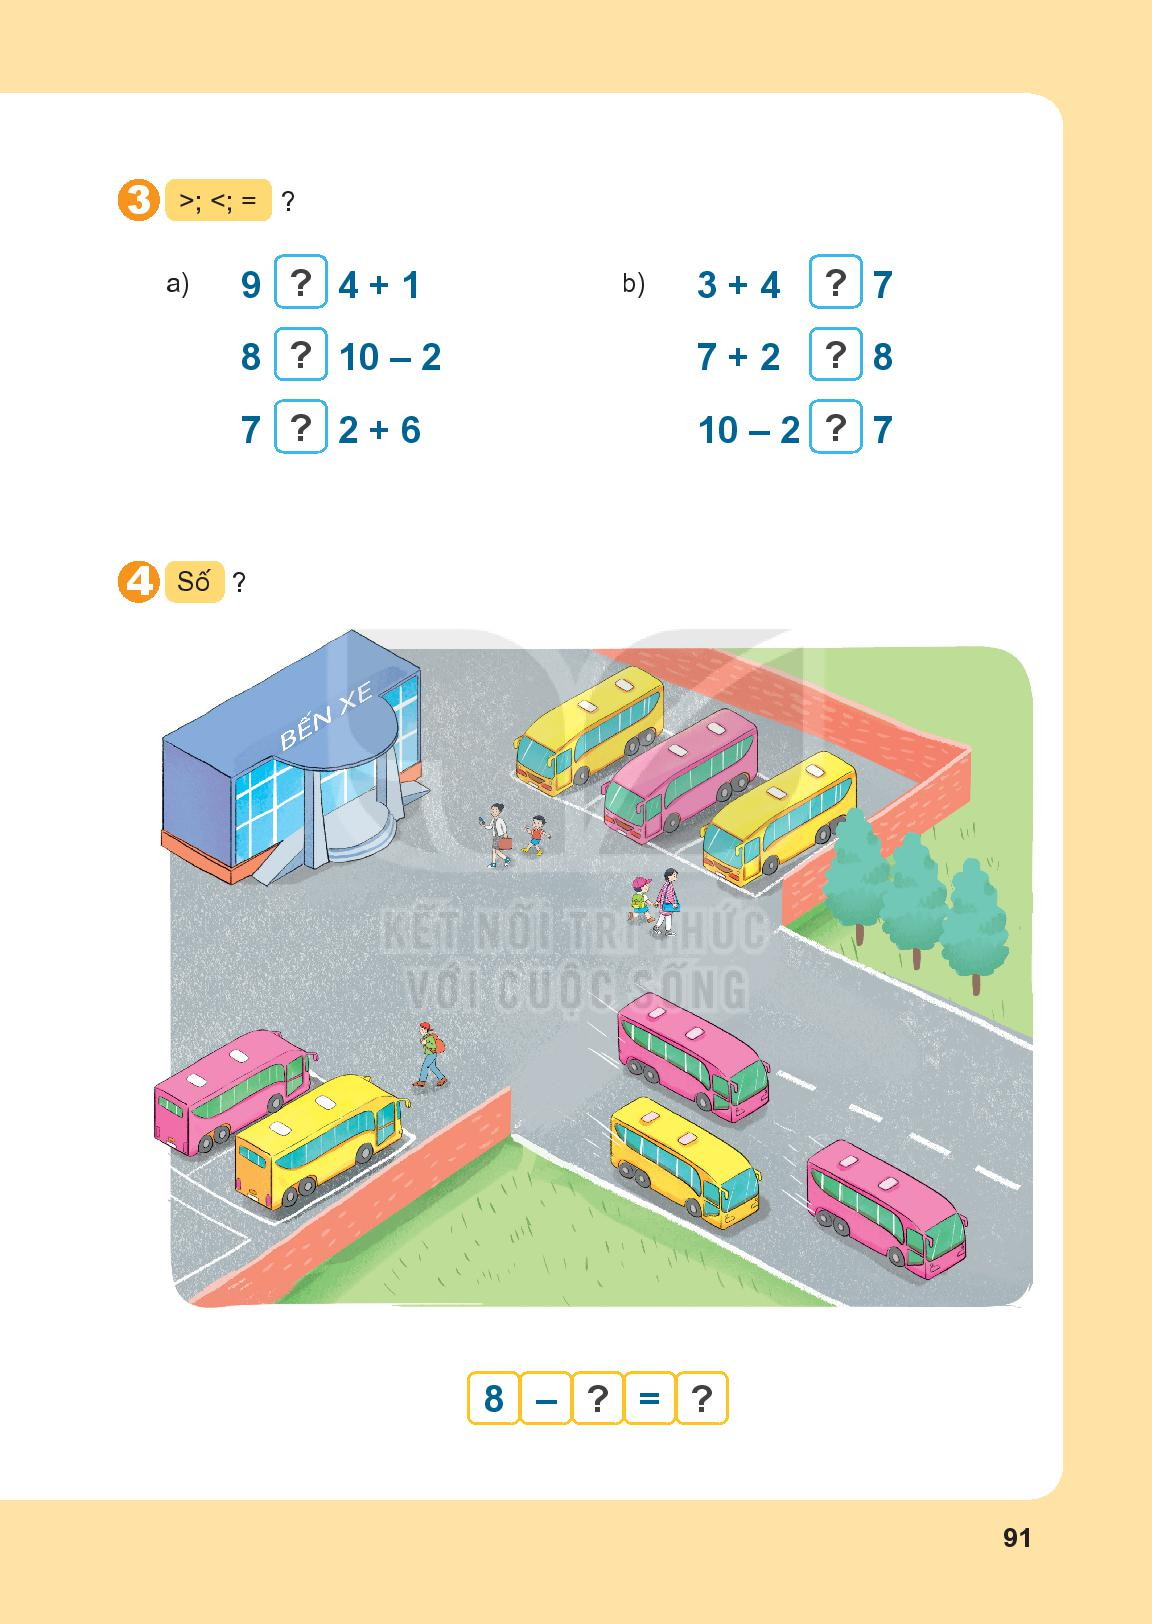 3 >; <; = ?
a) 9 ? 4 + 1
8 ? 10 – 2
7 ? 2 + 6
b) 3 + 4 ? 7
7 + 2 ? 8
10 – 2 ? 7
4 Số ?
BẾN XE
KẾT NỐI TRI THỨC
VỚI CUỘC SỐNG
8 – ? = ?
91